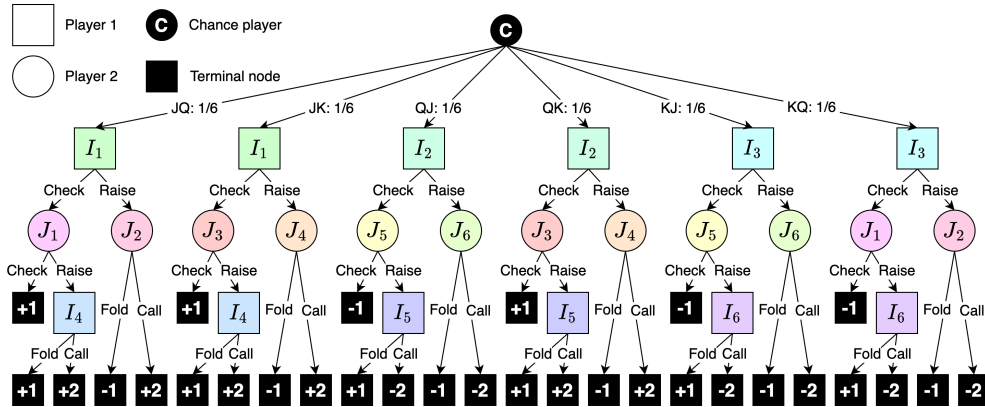 Player 1 C Chance player
Player 2 Terminal node
C
JQ: 1/6 JK: 1/6 QJ: 1/6 QK: 1/6 KJ: 1/6 KQ: 1/6
I₁ I₁ I₂ I₂ I₃ I₃
Check Raise Check Raise Check Raise Check Raise Check Raise Check Raise
J₁ J₂ J₃ J₄ J₅ J₆ J₃ J₄ J₅ J₆ J₁ J₂
Check Raise Check Raise Check Raise Check Raise Check Raise Check Raise
+1 I₄ Fold Call +1 I₄ Fold Call -1 I₅ Fold Call +1 I₅ Fold Call -1 I₆ Fold Call -1 I₆ Fold Call
Fold Call Fold Call Fold Call Fold Call Fold Call Fold Call
+1 +2 -1 +2 +1 +2 -1 +2 +1 -2 -1 -2 +1 +2 -1 +2 +1 -2 -1 -2 +1 -2 -1 -2